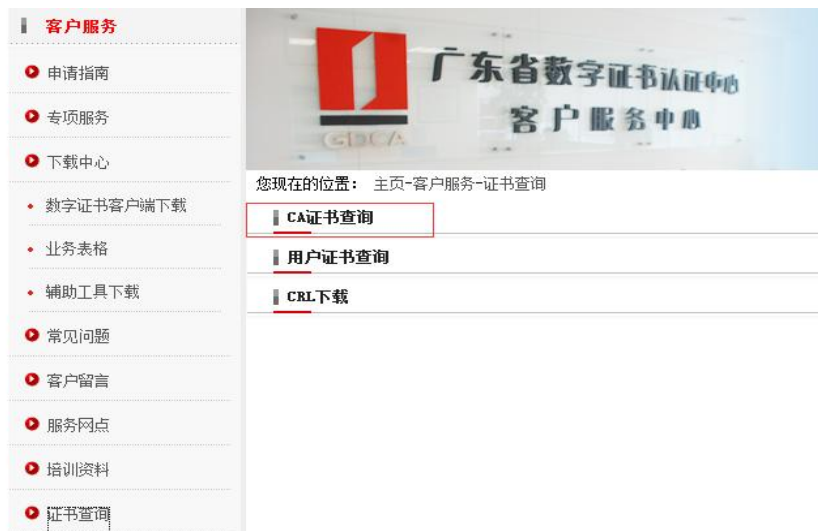 客户服务
申请指南
专项服务
下载中心
数字证书客户端下载
业务表格
辅助工具下载
常见问题
客户留言
服务网点
培训资料
证书查询
广东省数字证书认证中心
客户服务中心
GDCA
您现在的位置： 主页-客户服务-证书查询
CA证书查询
用户证书查询
CRL下载